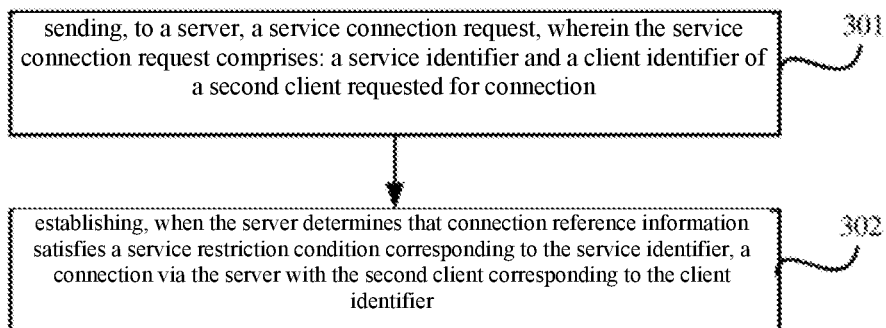 sending, to a server, a service connection request, wherein the service
connection request comprises: a service identifier and a client identifier of
a second client requested for connection
301
establishing, when the server determines that connection reference information
satisfies a service restriction condition corresponding to the service identifier, a
connection via the server with the second client corresponding to the client
identifier
302